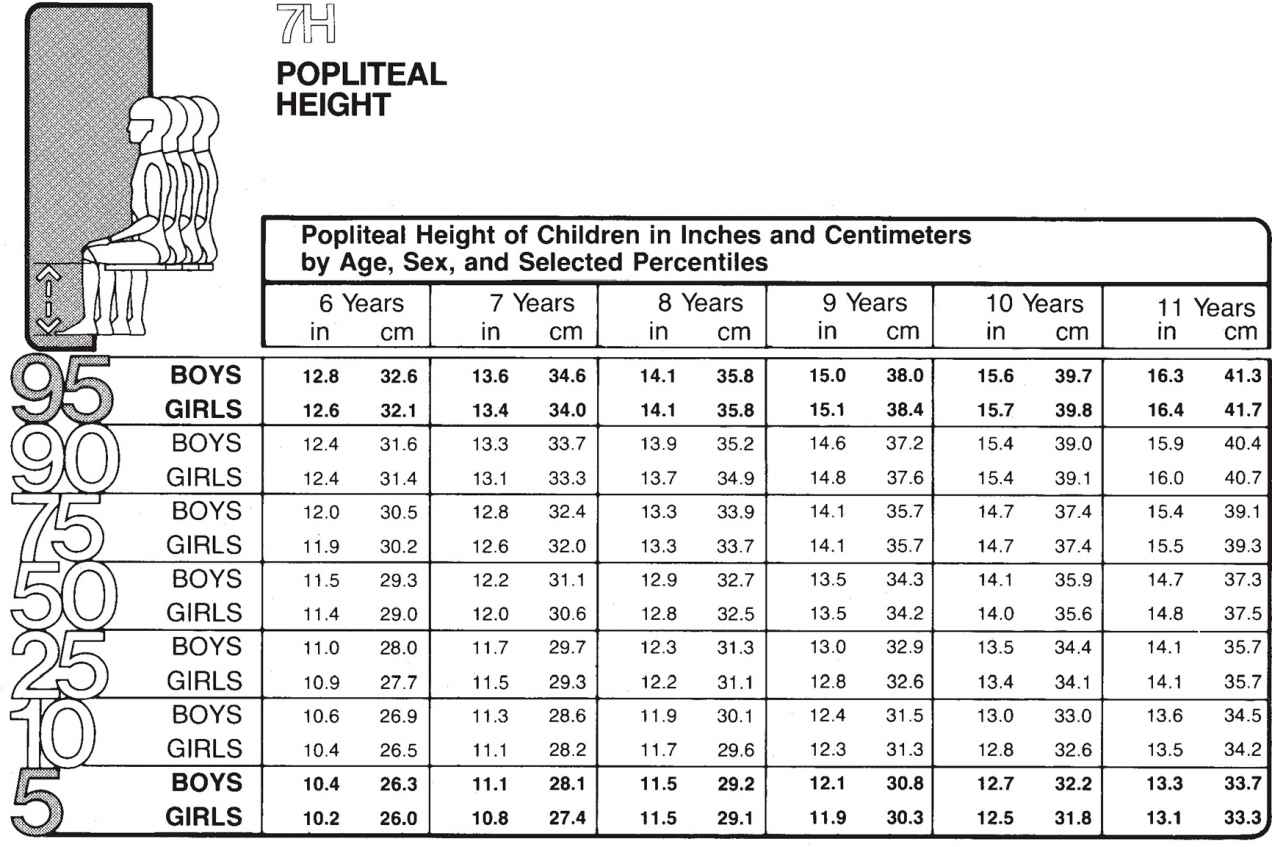 7H
POPLITEAL
HEIGHT
Popliteal Height of Children in Inches and Centimeters
by Age, Sex, and Selected Percentiles
6 Years 7 Years 8 Years 9 Years 10 Years 11 Years
in cm in cm in cm in cm in cm in cm
95 BOYS 12.8 32.6 13.6 34.6 14.1 35.8 15.0 38.0 15.6 39.7 16.3 41.3
GIRLS 12.6 32.1 13.4 34.0 14.1 35.8 15.1 38.4 15.7 39.8 16.4 41.7
90 BOYS 12.4 31.6 13.3 33.7 13.9 35.2 14.6 37.2 15.4 39.0 15.9 40.4
GIRLS 12.4 31.4 13.1 33.3 13.7 34.9 14.8 37.6 15.4 39.1 16.0 40.7
75 BOYS 12.0 30.5 12.8 32.4 13.3 33.9 14.1 35.7 14.7 37.4 15.4 39.1
GIRLS 11.9 30.2 12.6 32.0 13.3 33.7 14.1 35.7 14.7 37.4 15.5 39.3
50 BOYS 11.5 29.3 12.2 31.1 12.9 32.7 13.5 34.3 14.1 35.9 14.7 37.3
GIRLS 11.4 29.0 12.0 30.6 12.8 32.5 13.5 34.2 14.0 35.6 14.8 37.5
25 BOYS 11.0 28.0 11.7 29.7 12.3 31.3 13.0 32.9 13.5 34.4 14.1 35.7
GIRLS 10.9 27.7 11.5 29.3 12.2 31.1 12.8 32.6 13.4 34.1 14.1 35.7
10 BOYS 10.6 26.9 11.3 28.6 11.9 30.1 12.4 31.5 13.0 33.0 13.6 34.5
GIRLS 10.4 26.5 11.1 28.2 11.7 29.6 12.3 31.3 12.8 32.6 13.5 34.2
5 BOYS 10.4 26.3 11.1 28.1 11.5 29.2 12.1 30.8 12.7 32.2 13.3 33.7
GIRLS 10.2 26.0 10.8 27.4 11.5 29.1 11.9 30.3 12.5 31.8 13.1 33.3